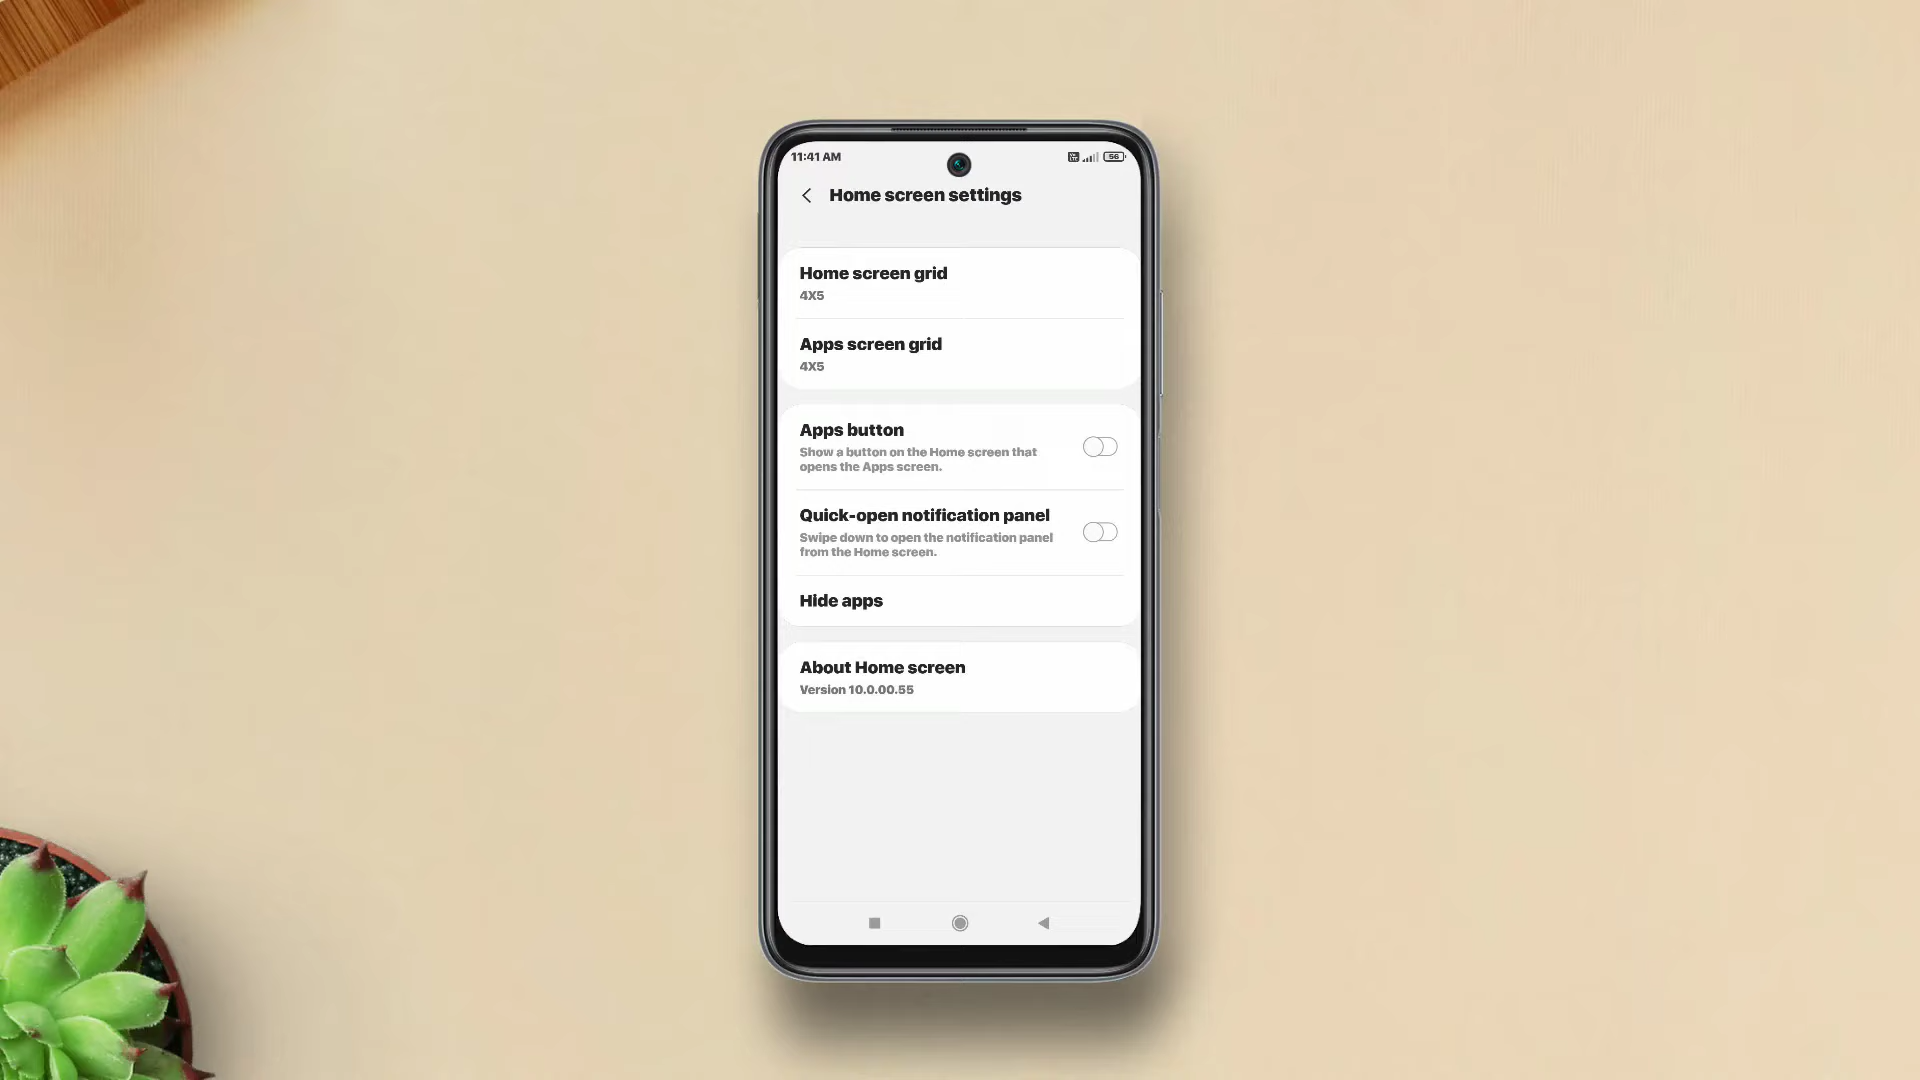 11:41 AM
56
Home screen settings
Home screen grid
4X5
Apps screen grid
4X5
Apps button
Show a button on the Home screen that
opens the Apps screen.
Quick-open notification panel
Swipe down to open the notification panel
from the Home screen.
Hide apps
About Home screen
Version 10.0.00.55